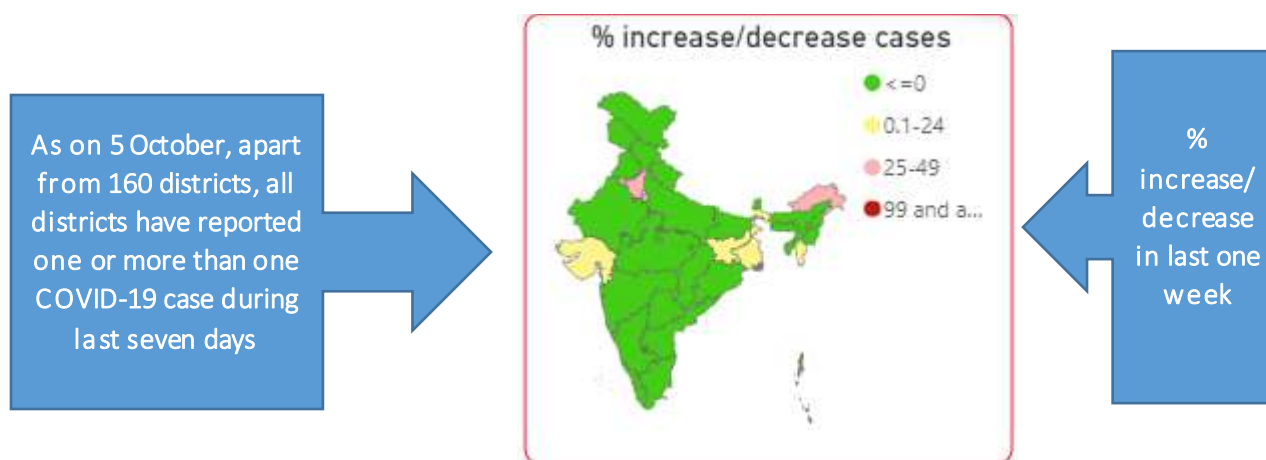 As on 5 October, apart
from 160 districts, all
districts have reported
one or more than one
COVID-19 case during
last seven days
% increase/decrease cases
<=0
0.1-24
25-49
99 and a...
%
increase/
decrease
in last one
week